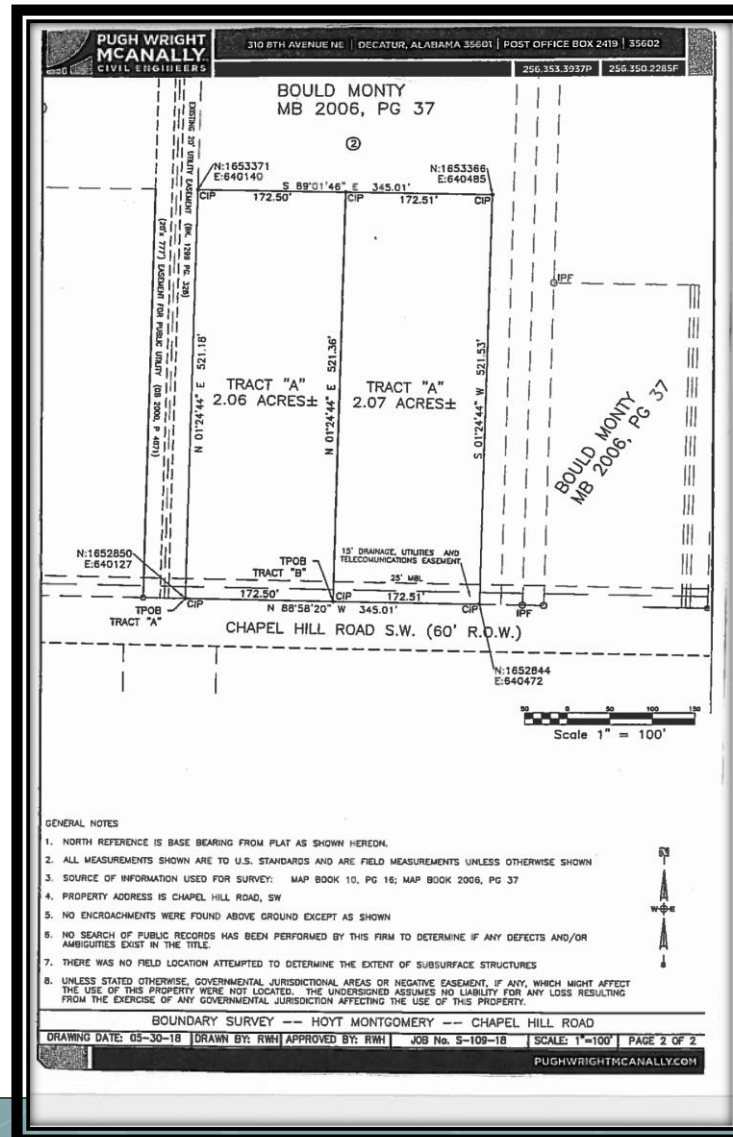 PUGH WRIGHT
MCANALLY
CIVIL ENGINEERS
310 8TH AVENUE NE | DECATUR, ALABAMA 35601 | POST OFFICE BOX 2419 | 35602
256.353.3937P
256.350.2285F
BOULD MONTY
MB 2006, PG 37
2
N:1653371
E:640140
N:1653366
E:640485
S 89°01'46" E 345.01'
CIP
172.50'
CIP
172.51'
CIP
EXISTING 20' UTILITY EASEMENT (BK. 1298 PG. 328)
(20'x 777') EASEMENT FOR PUBLIC UTILITY (DB 2000, P 4071)
IPF
N 01°24'44" E 521.18'
N 01°24'44" E 521.36'
S 01°24'44" W 521.53'
TRACT "A"
2.06 ACRES±
TRACT "A"
2.07 ACRES±
BOULD MONTY
MB 2006, PG 37
N:1652850
E:640127
TPOB
TRACT "B"
15' DRAINAGE, UTILITIES AND
TELECOMMUNICATIONS EASEMENT
25' MBL
TPOB
TRACT "A"
CIP
172.50'
CIP
172.51'
CIP
IPF
N 88°58'20" W 345.01'
CHAPEL HILL ROAD S.W. (60' R.O.W.)
N:1652844
E:640472
50 0 50 100 150
Scale 1" = 100'
GENERAL NOTES
1. NORTH REFERENCE IS BASE BEARING FROM PLAT AS SHOWN HEREON.
2. ALL MEASUREMENTS SHOWN ARE TO U.S. STANDARDS AND ARE FIELD MEASUREMENTS UNLESS OTHERWISE SHOWN
3. SOURCE OF INFORMATION USED FOR SURVEY: MAP BOOK 10, PG 16; MAP BOOK 2006, PG 37
4. PROPERTY ADDRESS IS CHAPEL HILL ROAD, SW
5. NO ENCROACHMENTS WERE FOUND ABOVE GROUND EXCEPT AS SHOWN
6. NO SEARCH OF PUBLIC RECORDS HAS BEEN PERFORMED BY THIS FIRM TO DETERMINE IF ANY DEFECTS AND/OR
AMBIGUITIES EXIST IN THE TITLE.
7. THERE WAS NO FIELD LOCATION ATTEMPTED TO DETERMINE THE EXTENT OF SUBSURFACE STRUCTURES
8. UNLESS STATED OTHERWISE, GOVERNMENTAL JURISDICTIONAL AREAS OR NEGATIVE EASEMENT, IF ANY, WHICH MIGHT AFFECT
THE USE OF THIS PROPERTY WERE NOT LOCATED. THE UNDERSIGNED ASSUMES NO LIABILITY FOR ANY LOSS RESULTING
FROM THE EXERCISE OF ANY GOVERNMENTAL JURISDICTION AFFECTING THE USE OF THIS PROPERTY.
N
W E
BOUNDARY SURVEY -- HOYT MONTGOMERY -- CHAPEL HILL ROAD
DRAWING DATE: 05-30-18 | DRAWN BY: RWH | APPROVED BY: RWH | JOB No. S-109-18 | SCALE: 1"=100' | PAGE 2 OF 2
PUGHWRIGHTMCANALLY.COM